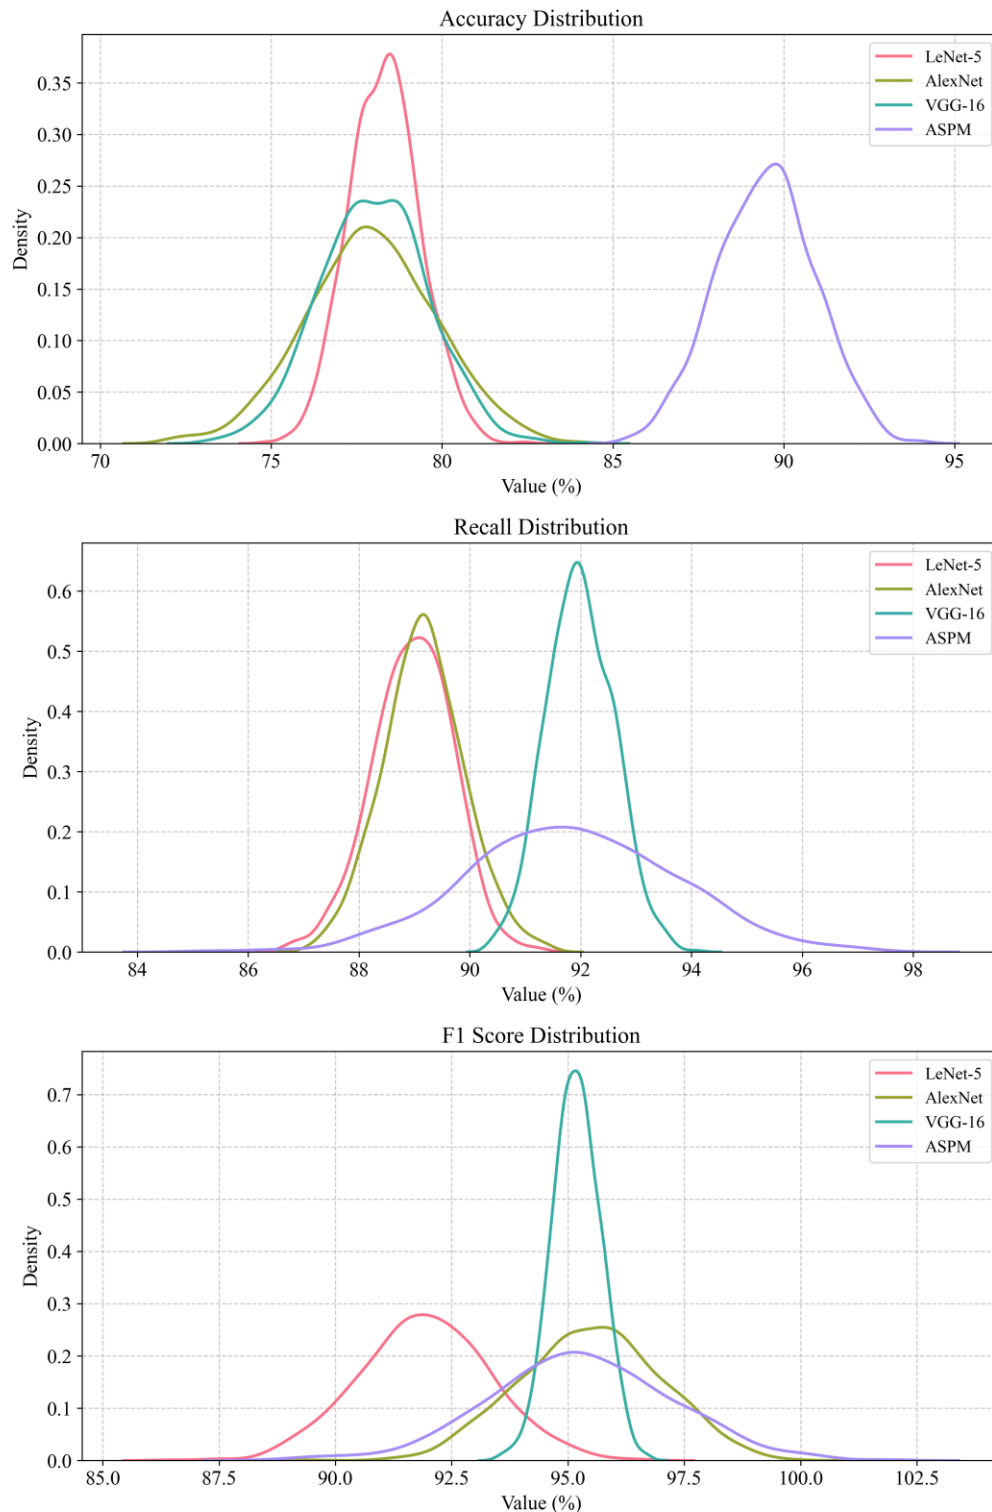 Accuracy Distribution
LeNet-5
AlexNet
VGG-16
ASPM
0.35
0.30
0.25
0.20
0.15
0.10
0.05
0.00
Density
70 75 80 85 90 95
Value (%)
Recall Distribution
LeNet-5
AlexNet
VGG-16
ASPM
0.6
0.5
0.4
0.3
0.2
0.1
0.0
Density
84 86 88 90 92 94 96 98
Value (%)
F1 Score Distribution
LeNet-5
AlexNet
VGG-16
ASPM
0.7
0.6
0.5
0.4
0.3
0.2
0.1
0.0
Density
85.0 87.5 90.0 92.5 95.0 97.5 100.0 102.5
Value (%)